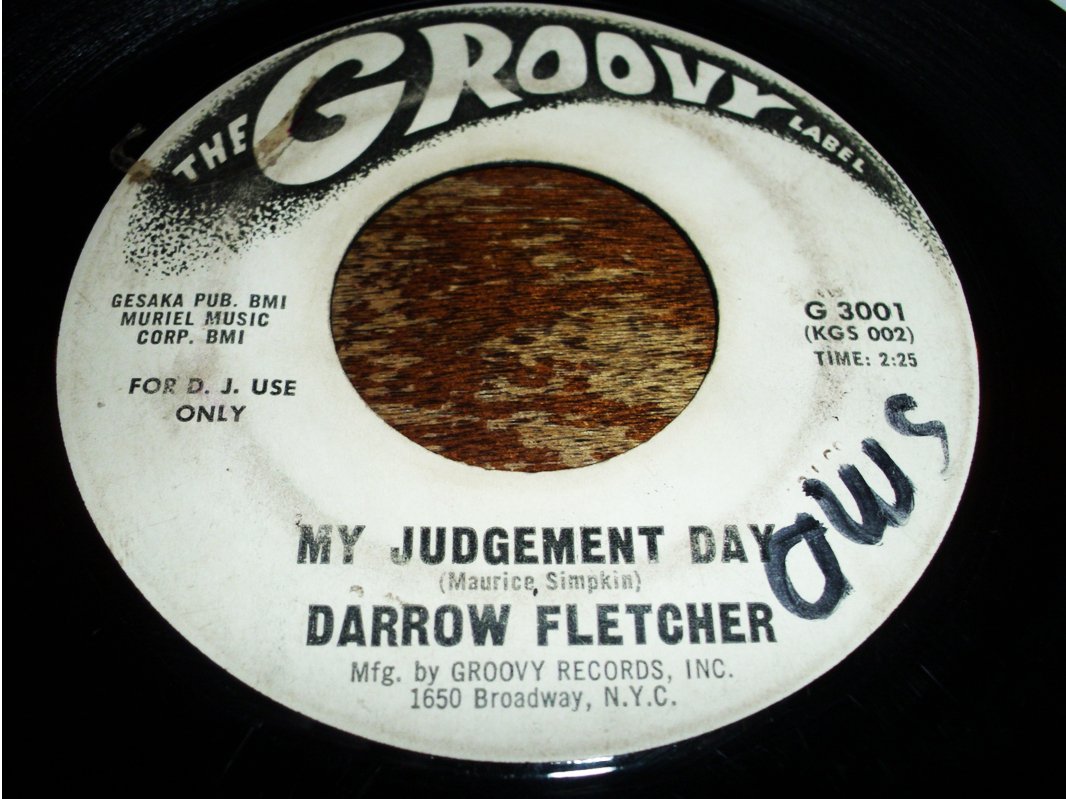 THE GROOVY LABEL
GESAKA PUB. BMI
MURIEL MUSIC
CORP. BMI
FOR D. J. USE
ONLY
G 3001
(KGS 002)
TIME: 2:25
MY JUDGEMENT DAY
(Maurice, Simpkin)
DARROW FLETCHER
Mfg. by GROOVY RECORDS, INC.
1650 Broadway, N.Y.C.